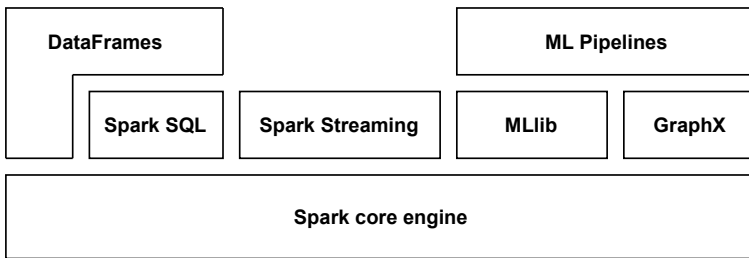 DataFrames
ML Pipelines
Spark SQL
Spark Streaming
MLlib
GraphX
Spark core engine